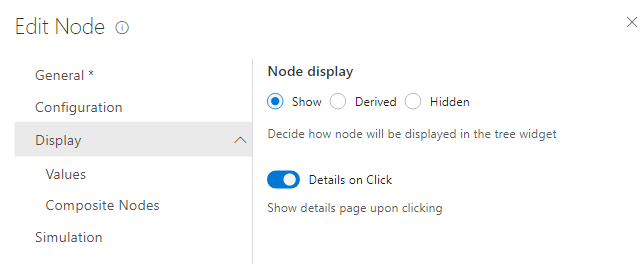 Edit Node
General *
Configuration
Display
Values
Composite Nodes
Simulation
Node display
Show Derived Hidden
Decide how node will be displayed in the tree widget
Details on Click
Show details page upon clicking